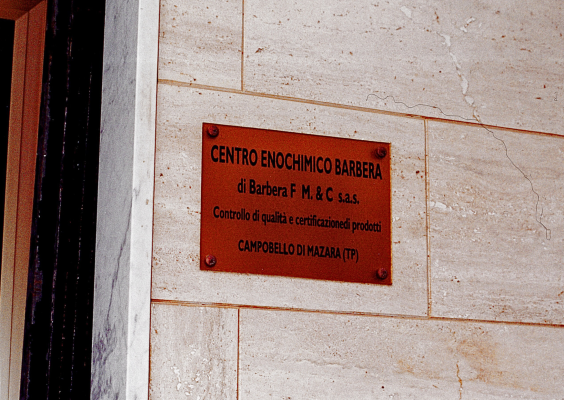 CENTRO ENOCHIMICO BARBERA
di Barbera F M. & C s.a.s.
Controllo di qualità e certificazionedi prodotti
CAMPOBELLO DI MAZARA (TP)